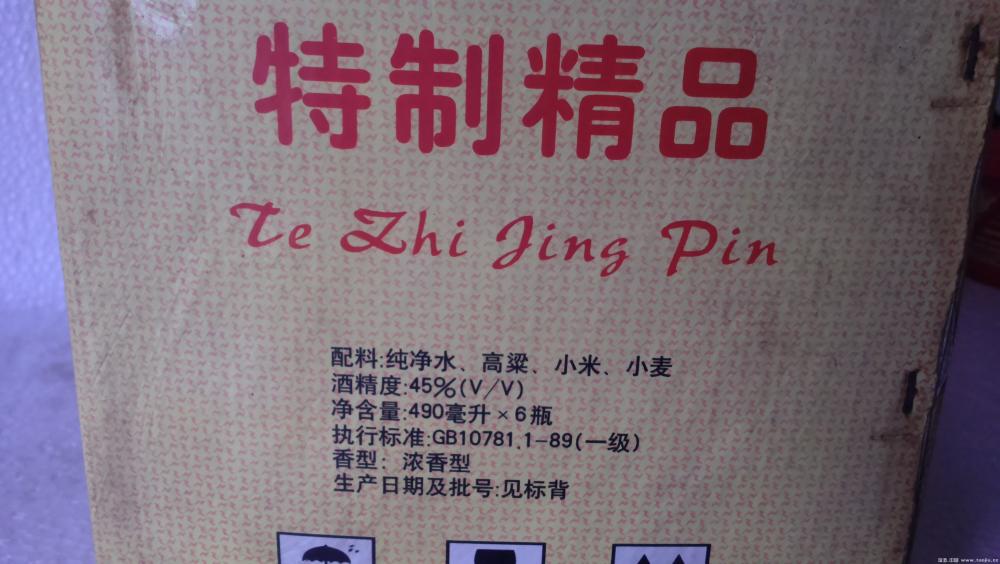 特制精品
Te Zhi Jing Pin
配料:纯净水、高粱、小米、小麦
酒精度:45%(V/V)
净含量:490毫升×6瓶
执行标准:GB10781.1-89(一级)
香型: 浓香型
生产日期及批号:见标背